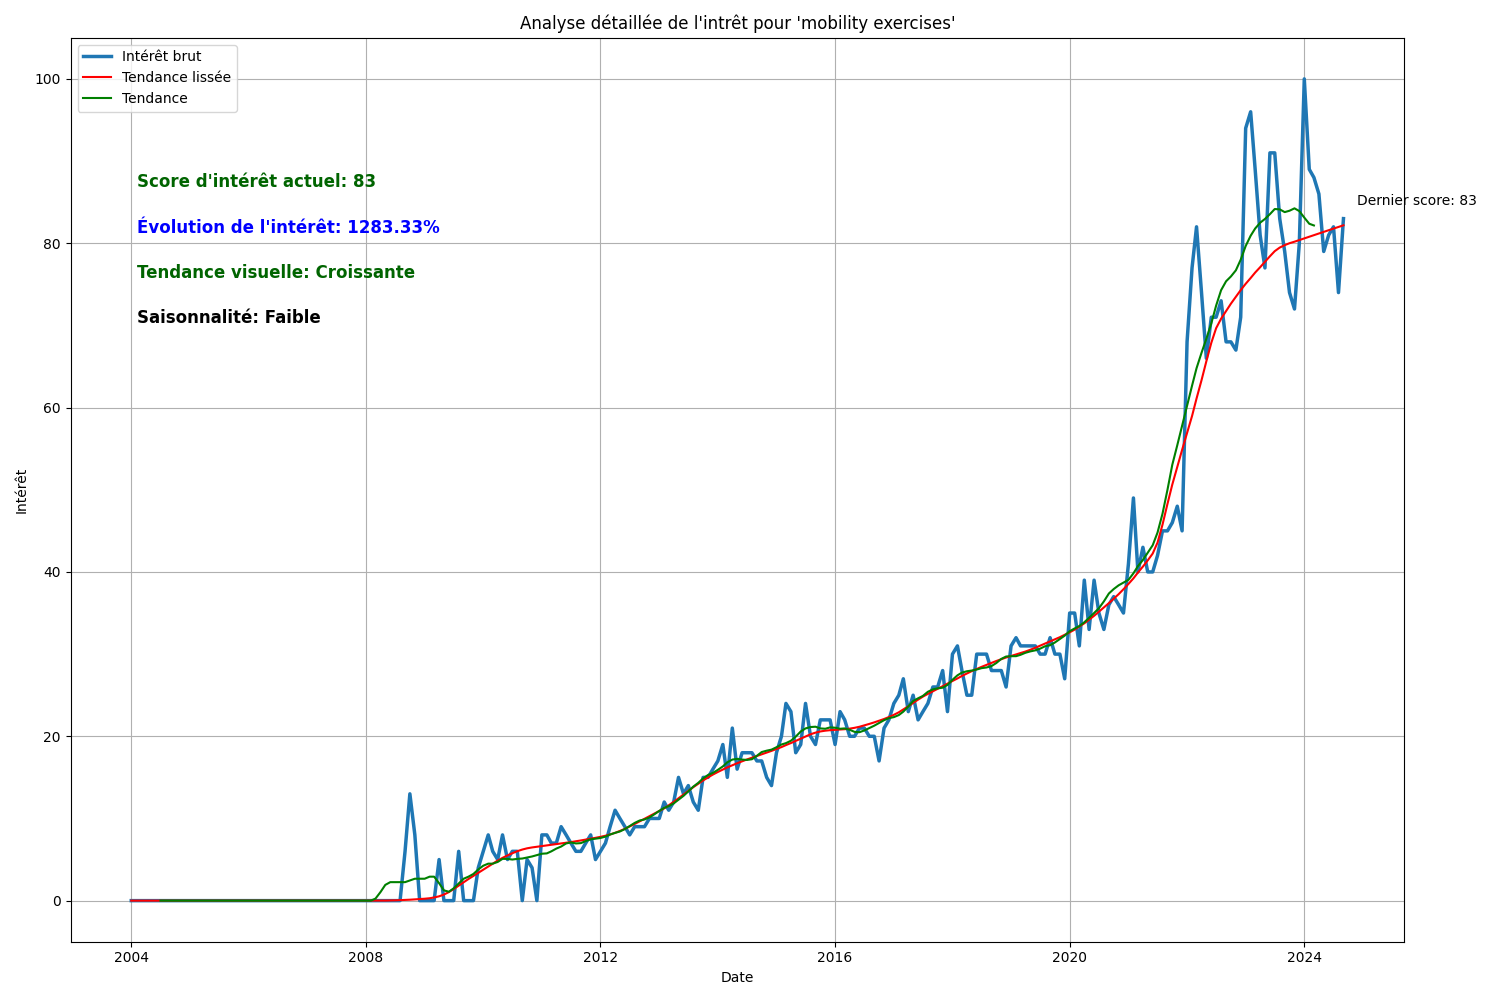 Analyse détaillée de l'intrêt pour 'mobility exercises'
Intérêt brut
Tendance lissée
Tendance
Score d'intérêt actuel: 83
Évolution de l'intérêt: 1283.33%
Tendance visuelle: Croissante
Saisonnalité: Faible
Dernier score: 83
Intérêt
100
80
60
40
20
0
2004
2008
2012
2016
2020
2024
Date